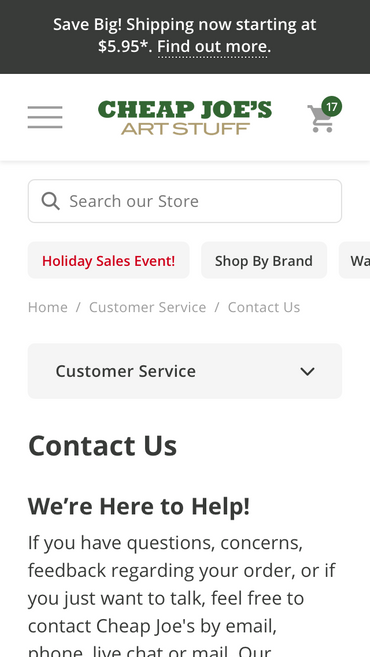 Save Big! Shipping now starting at
$5.95*. Find out more.
CHEAP JOE'S
ART STUFF
17
Search our Store
Holiday Sales Event!
Shop By Brand
Wa
Home / Customer Service / Contact Us
Customer Service
Contact Us
We’re Here to Help!
If you have questions, concerns,
feedback regarding your order, or if
you just want to talk, feel free to
contact Cheap Joe's by email,
phone, live chat or mail. Our